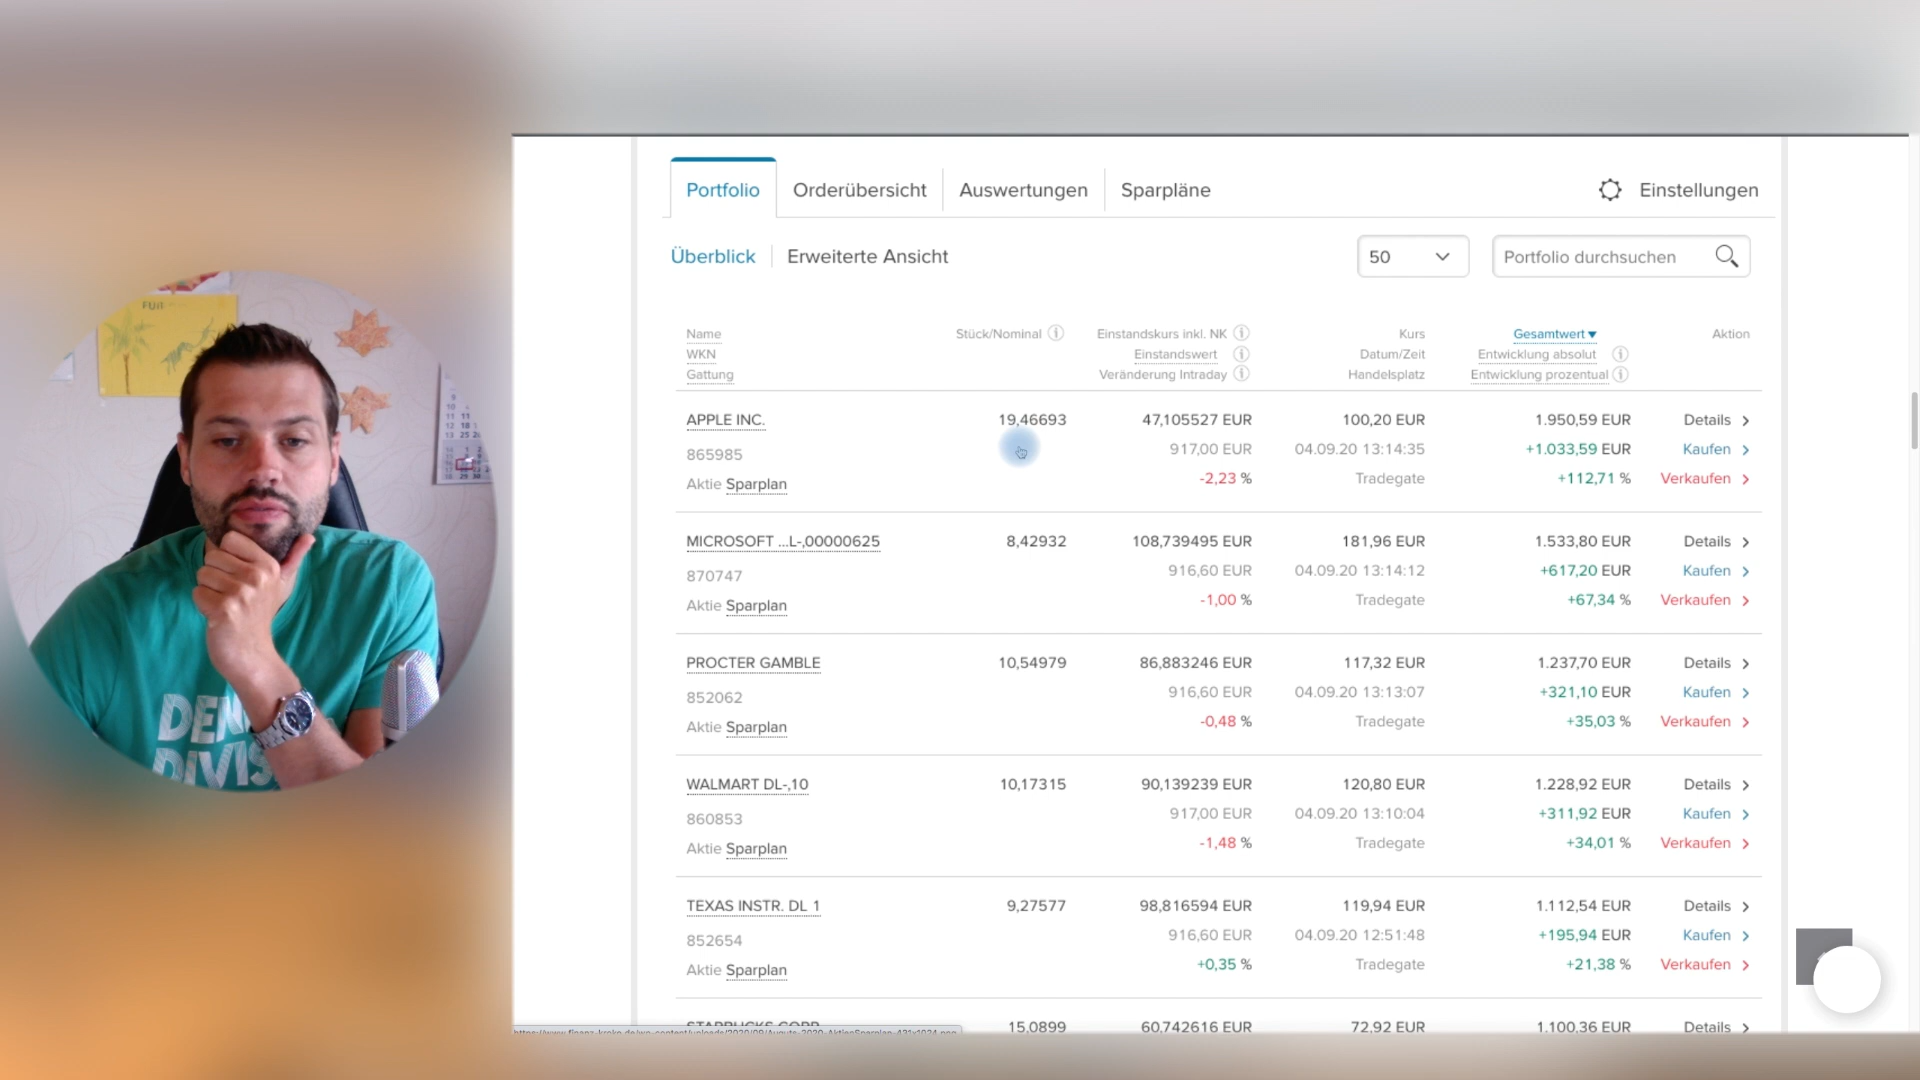 Portfolio Orderübersicht Auswertungen Sparpläne Einstellungen
Überblick Erweiterte Ansicht 50 Portfolio durchsuchen
Name Stück/Nominal Einstandskurs inkl. NK Kurs Gesamtwert Aktion
WKN Einstandswert Datum/Zeit Entwicklung absolut
Gattung Veränderung Intraday Handelsplatz Entwicklung prozentual
APPLE INC. 19,46693 47,105527 EUR 100,20 EUR 1.950,59 EUR Details
865985 917,00 EUR 04.09.20 13:14:35 +1.033,59 EUR Kaufen
Aktie Sparplan -2,23 % Tradegate +112,71 % Verkaufen
MICROSOFT ...L-,00000625 8,42932 108,739495 EUR 181,96 EUR 1.533,80 EUR Details
870747 916,60 EUR 04.09.20 13:14:12 +617,20 EUR Kaufen
Aktie Sparplan -1,00 % Tradegate +67,34 % Verkaufen
PROCTER GAMBLE 10,54979 86,883246 EUR 117,32 EUR 1.237,70 EUR Details
852062 916,60 EUR 04.09.20 13:13:07 +321,10 EUR Kaufen
Aktie Sparplan -0,48 % Tradegate +35,03 % Verkaufen
WALMART DL-,10 10,17315 90,139239 EUR 120,80 EUR 1.228,92 EUR Details
860853 917,00 EUR 04.09.20 13:10:04 +311,92 EUR Kaufen
Aktie Sparplan -1,48 % Tradegate +34,01 % Verkaufen
TEXAS INSTR. DL 1 9,27577 98,816594 EUR 119,94 EUR 1.112,54 EUR Details
852654 916,60 EUR 04.09.20 12:51:48 +195,94 EUR Kaufen
Aktie Sparplan +0,35 % Tradegate +21,38 % Verkaufen
STARBUCKS CORP. 15,0899 60,742616 EUR 72,92 EUR 1.100,36 EUR Details